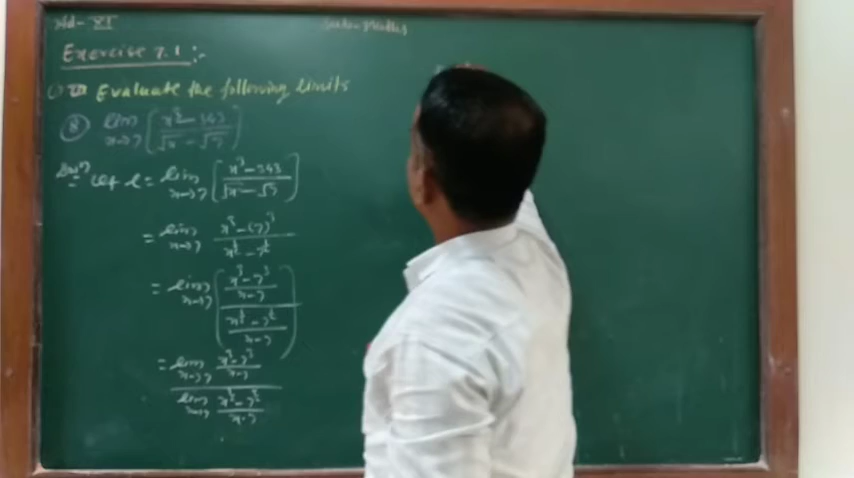 Std - XI
Exercise 7.1 :-
Evaluate the following limits
⑧ lim x→7 [x³ - 343 / √x - √7]
Let l = lim x→7 [x³ - 343 / √x - √7]
= lim x→7 x³ - (7)³ / x^½ - 7^½
= lim x→7 (x³ - 7³ / x - 7 / x^½ - 7^½ / x - 7)
= lim x→7 x³ - 7³ / x - 7
lim x→7 x^½ - 7^½ / x - 7